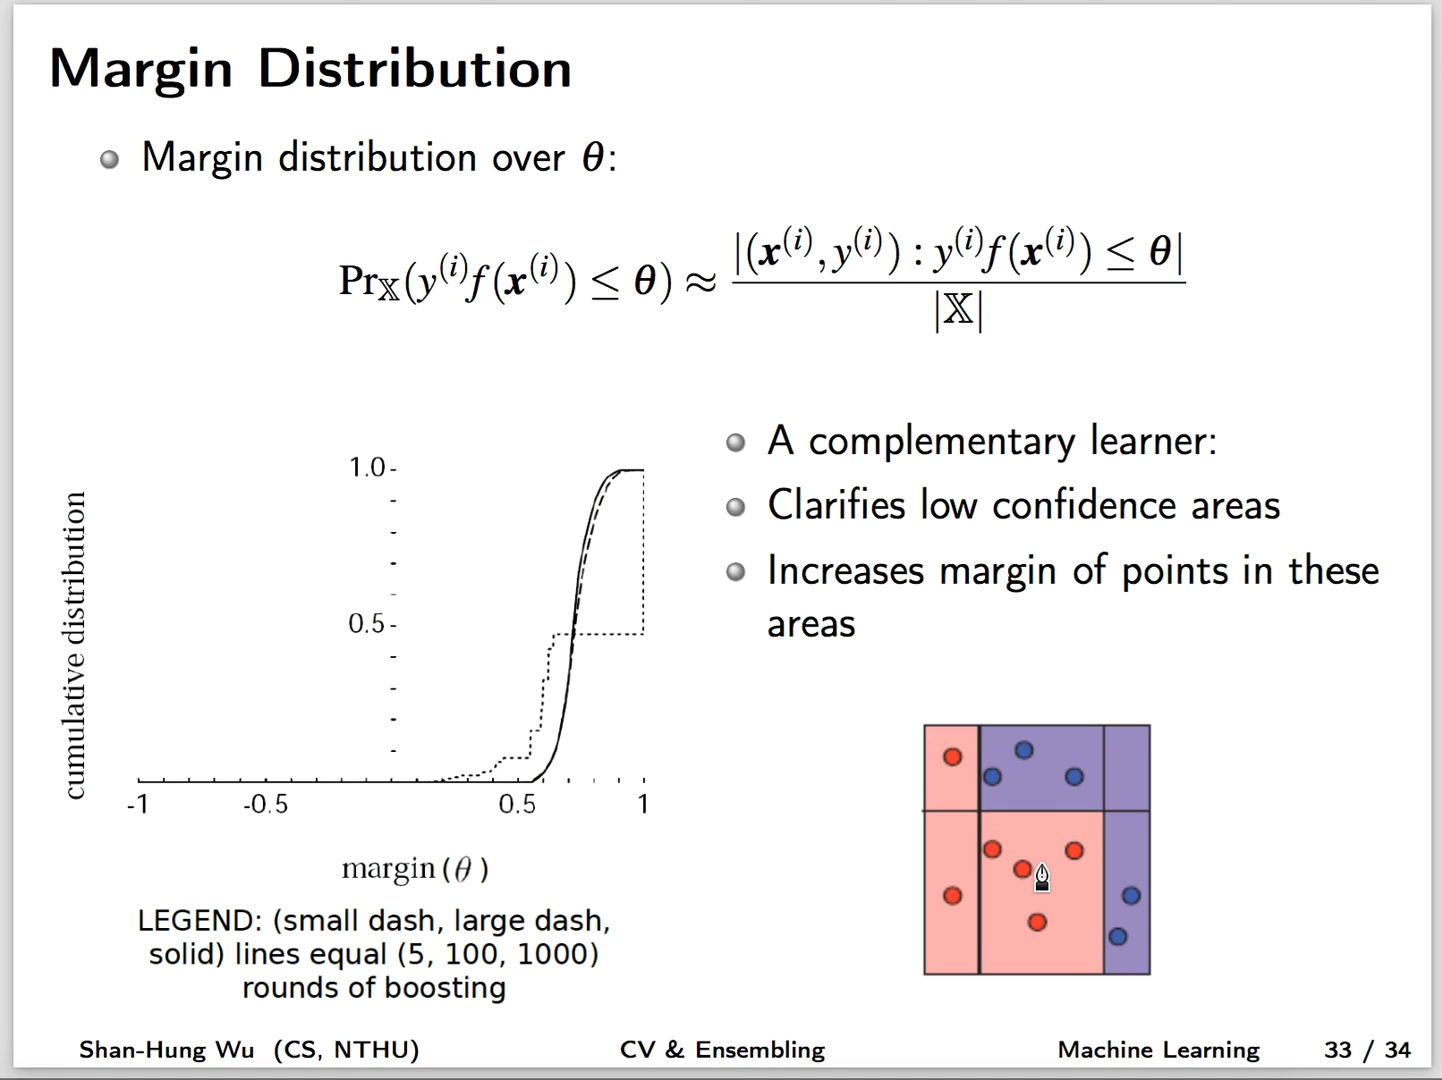 Margin Distribution
Margin distribution over θ:
Pr𝕏(y⁽ⁱ⁾f(x⁽ⁱ⁾) ≤ θ) ≈ |(x⁽ⁱ⁾, y⁽ⁱ⁾) : y⁽ⁱ⁾f(x⁽ⁱ⁾) ≤ θ| / |𝕏|
cumulative distribution
1.0
0.5
-1 -0.5 0.5 1
margin (θ)
LEGEND: (small dash, large dash,
solid) lines equal (5, 100, 1000)
rounds of boosting
A complementary learner:
Clarifies low confidence areas
Increases margin of points in these
areas
Shan-Hung Wu (CS, NTHU) CV & Ensembling Machine Learning 33 / 34